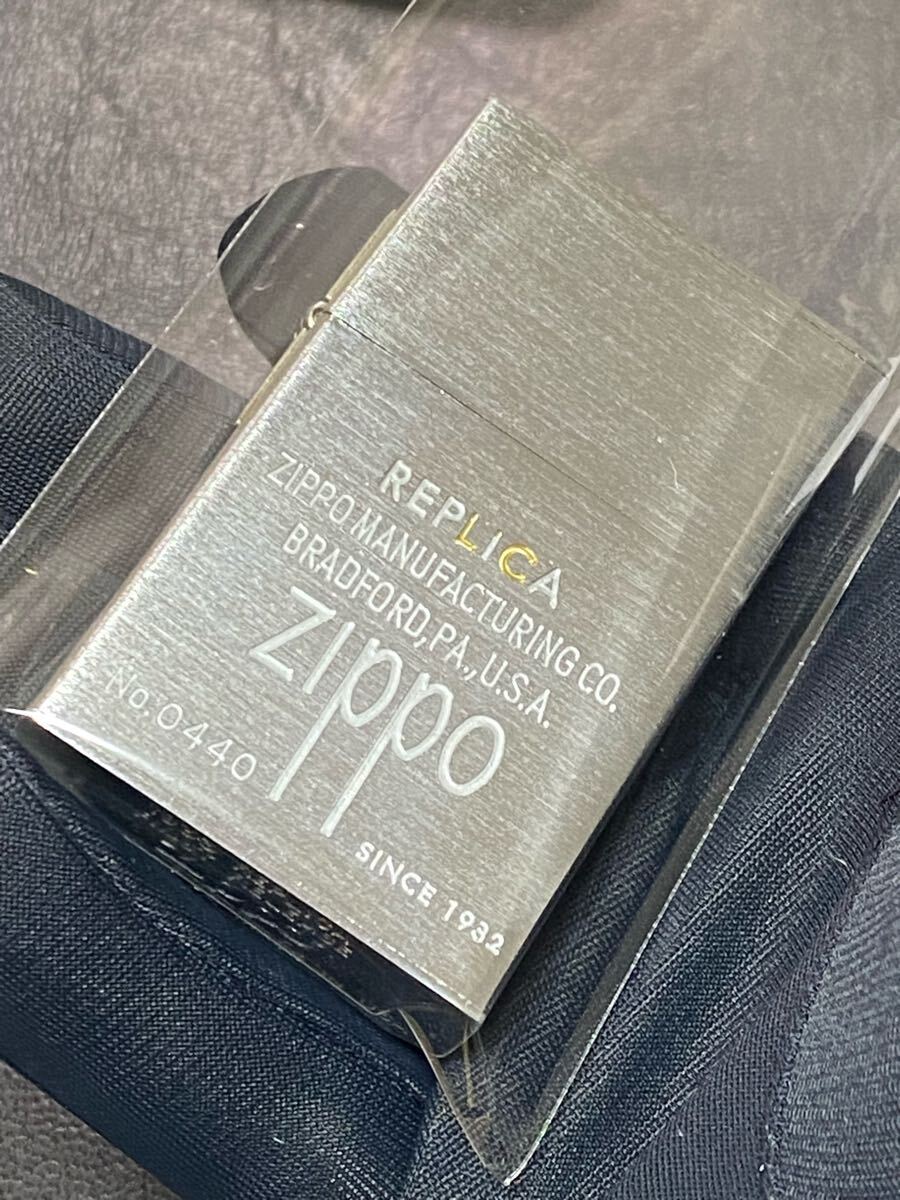 REPLICA
ZIPPO MANUFACTURING CO.
BRADFORD, PA., U.S.A.
zippo
No. 0440
SINCE 1932